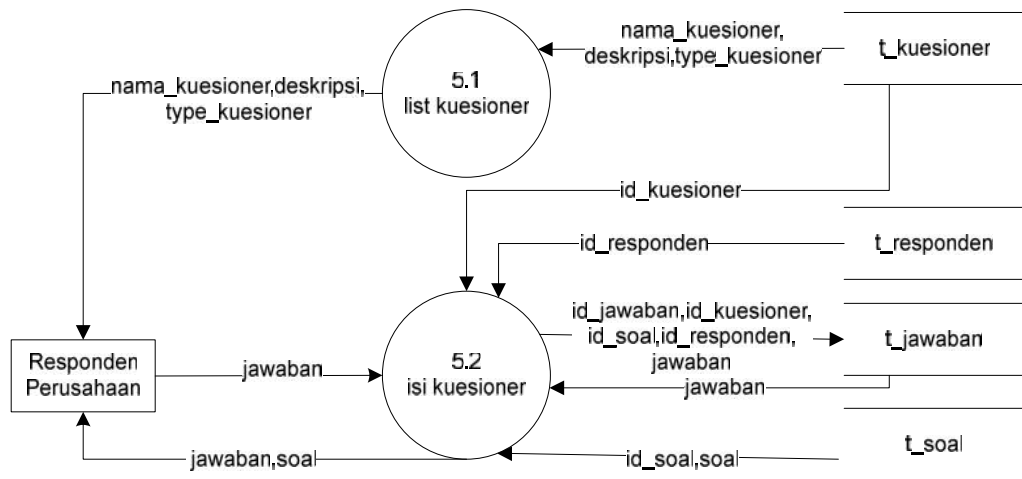 nama_kuesioner,
deskripsi,type_kuesioner
t_kuesioner
nama_kuesioner,deskripsi,
type_kuesioner
5.1
list kuesioner
id_kuesioner
id_responden
t_responden
id_jawaban,id_kuesioner,
id_soal,id_responden,
jawaban
t_jawaban
Responden
Perusahaan
jawaban
5.2
isi kuesioner
jawaban
jawaban,soal
id_soal,soal
t_soal